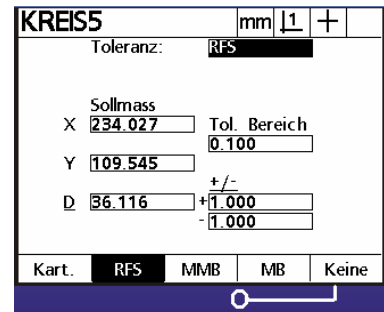 KREIS5 mm 1
Toleranz: RFS
Sollmass
X 234.027 Tol. Bereich
0.100
Y 109.545
+/-
D 36.116 +1.000
-1.000
Kart. RFS MMB MB Keine